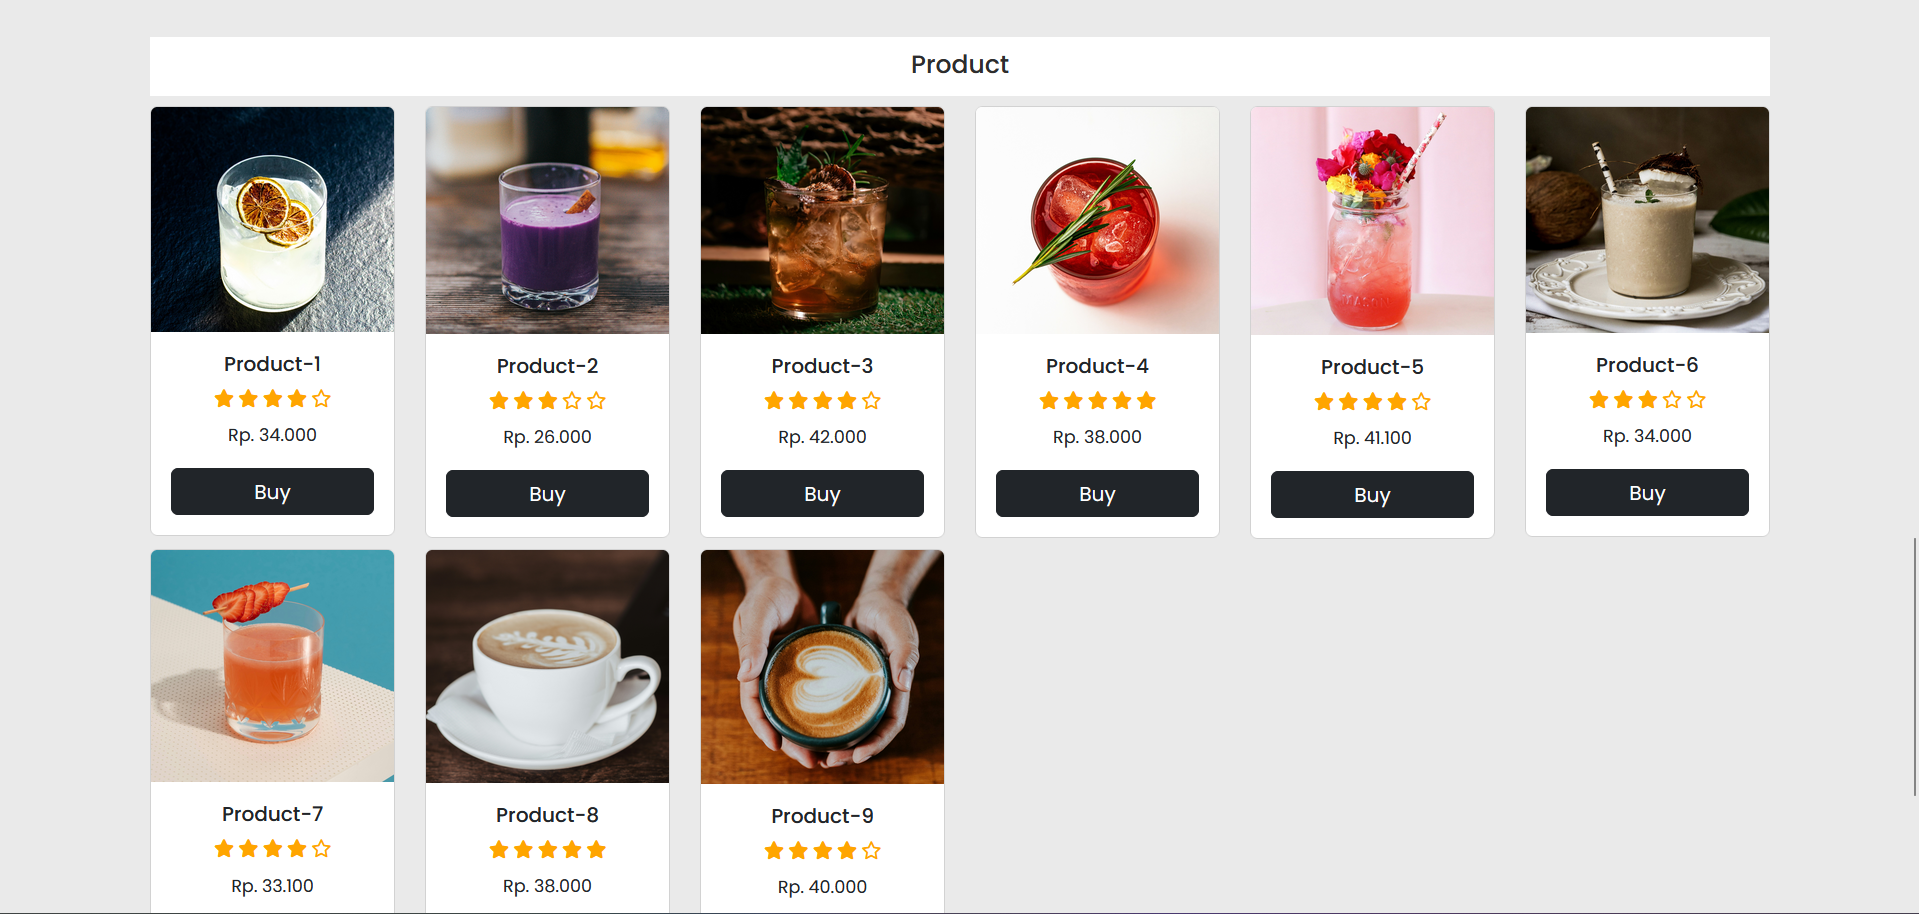 Product
Product-1
Rp. 34.000
Buy
Product-2
Rp. 26.000
Buy
Product-3
Rp. 42.000
Buy
Product-4
Rp. 38.000
Buy
MASON
Product-5
Rp. 41.100
Buy
Product-6
Rp. 34.000
Buy
Product-7
Rp. 33.100
Product-8
Rp. 38.000
Product-9
Rp. 40.000